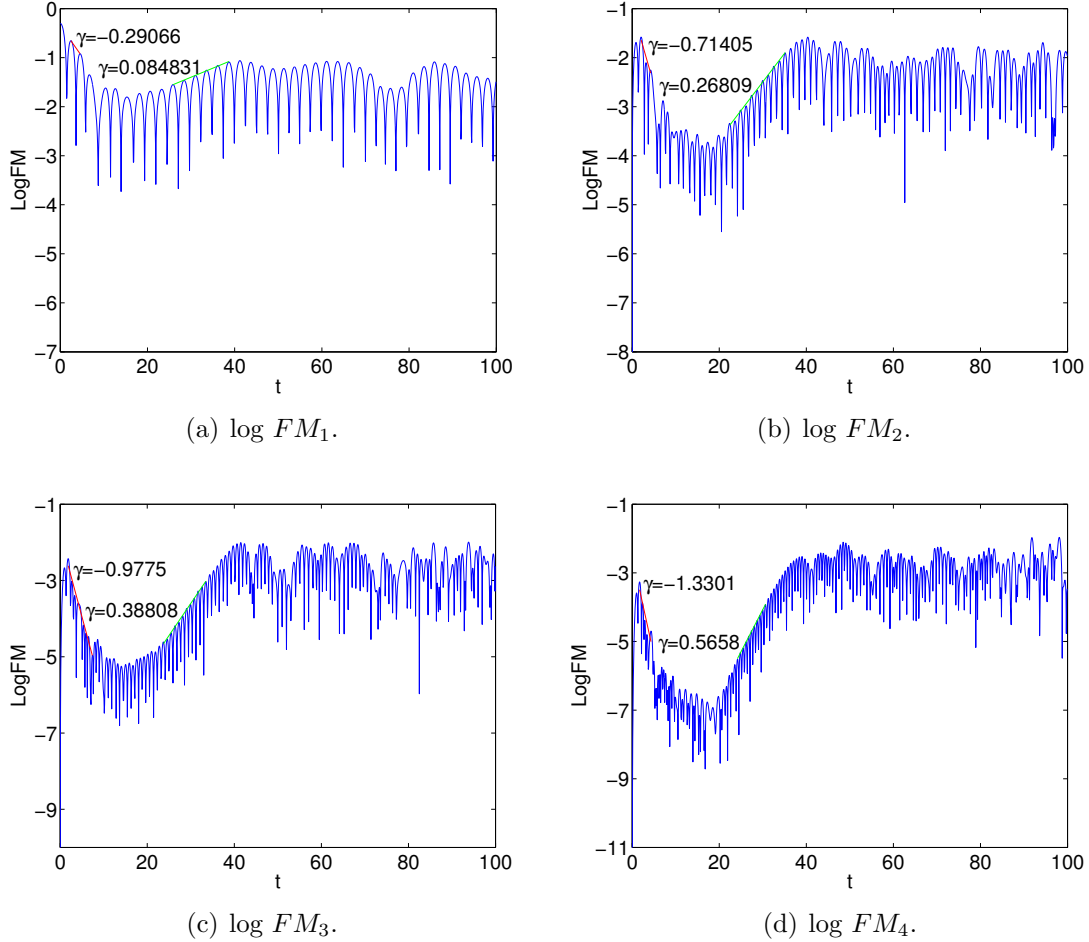 0
−1
−2
−3
−4
−5
−6
−7
LogFM
γ=−0.29066
γ=0.084831
0 20 40 60 80 100
t
(a) log FM₁.
−1
−2
−3
−4
−5
−6
−7
−8
LogFM
γ=−0.71405
γ=0.26809
0 20 40 60 80 100
t
(b) log FM₂.
−1
−3
−5
−7
−9
LogFM
γ=−0.9775
γ=0.38808
0 20 40 60 80 100
t
(c) log FM₃.
−1
−3
−5
−7
−9
−11
LogFM
γ=−1.3301
γ=0.5658
0 20 40 60 80 100
t
(d) log FM₄.